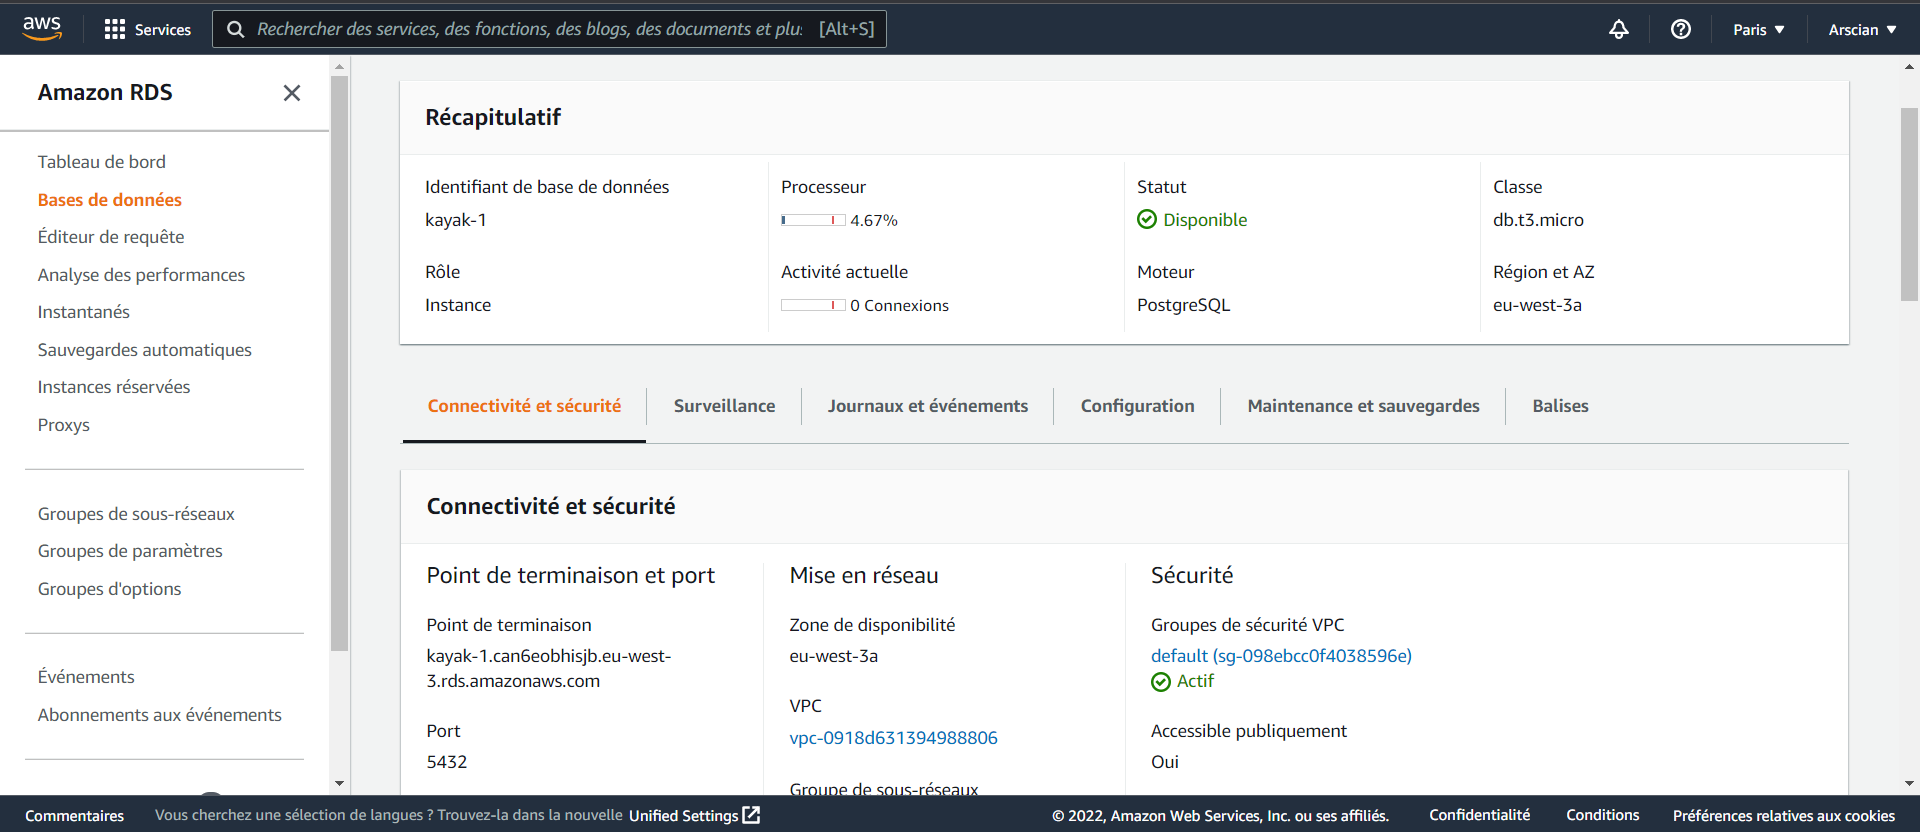 aws
Services
Rechercher des services, des fonctions, des blogs, des documents et plu
[Alt+S]
Paris
Arscian
Amazon RDS
Tableau de bord
Bases de données
Éditeur de requête
Analyse des performances
Instantanés
Sauvegardes automatiques
Instances réservées
Proxys
Groupes de sous-réseaux
Groupes de paramètres
Groupes d'options
Événements
Abonnements aux événements
Récapitulatif
Identifiant de base de données
kayak-1
Processeur
4.67%
Statut
Disponible
Classe
db.t3.micro
Rôle
Instance
Activité actuelle
0 Connexions
Moteur
PostgreSQL
Région et AZ
eu-west-3a
Connectivité et sécurité
Surveillance
Journaux et événements
Configuration
Maintenance et sauvegardes
Balises
Connectivité et sécurité
Point de terminaison et port
Point de terminaison
kayak-1.can6eobhisjb.eu-west-
3.rds.amazonaws.com
Port
5432
Mise en réseau
Zone de disponibilité
eu-west-3a
VPC
vpc-0918d631394988806
Groupe de sous-réseaux
Sécurité
Groupes de sécurité VPC
default (sg-098ebcc0f4038596e)
Actif
Accessible publiquement
Oui
Commentaires
Vous cherchez une sélection de langues ? Trouvez-la dans la nouvelle Unified Settings
© 2022, Amazon Web Services, Inc. ou ses affiliés.
Confidentialité
Conditions
Préférences relatives aux cookies